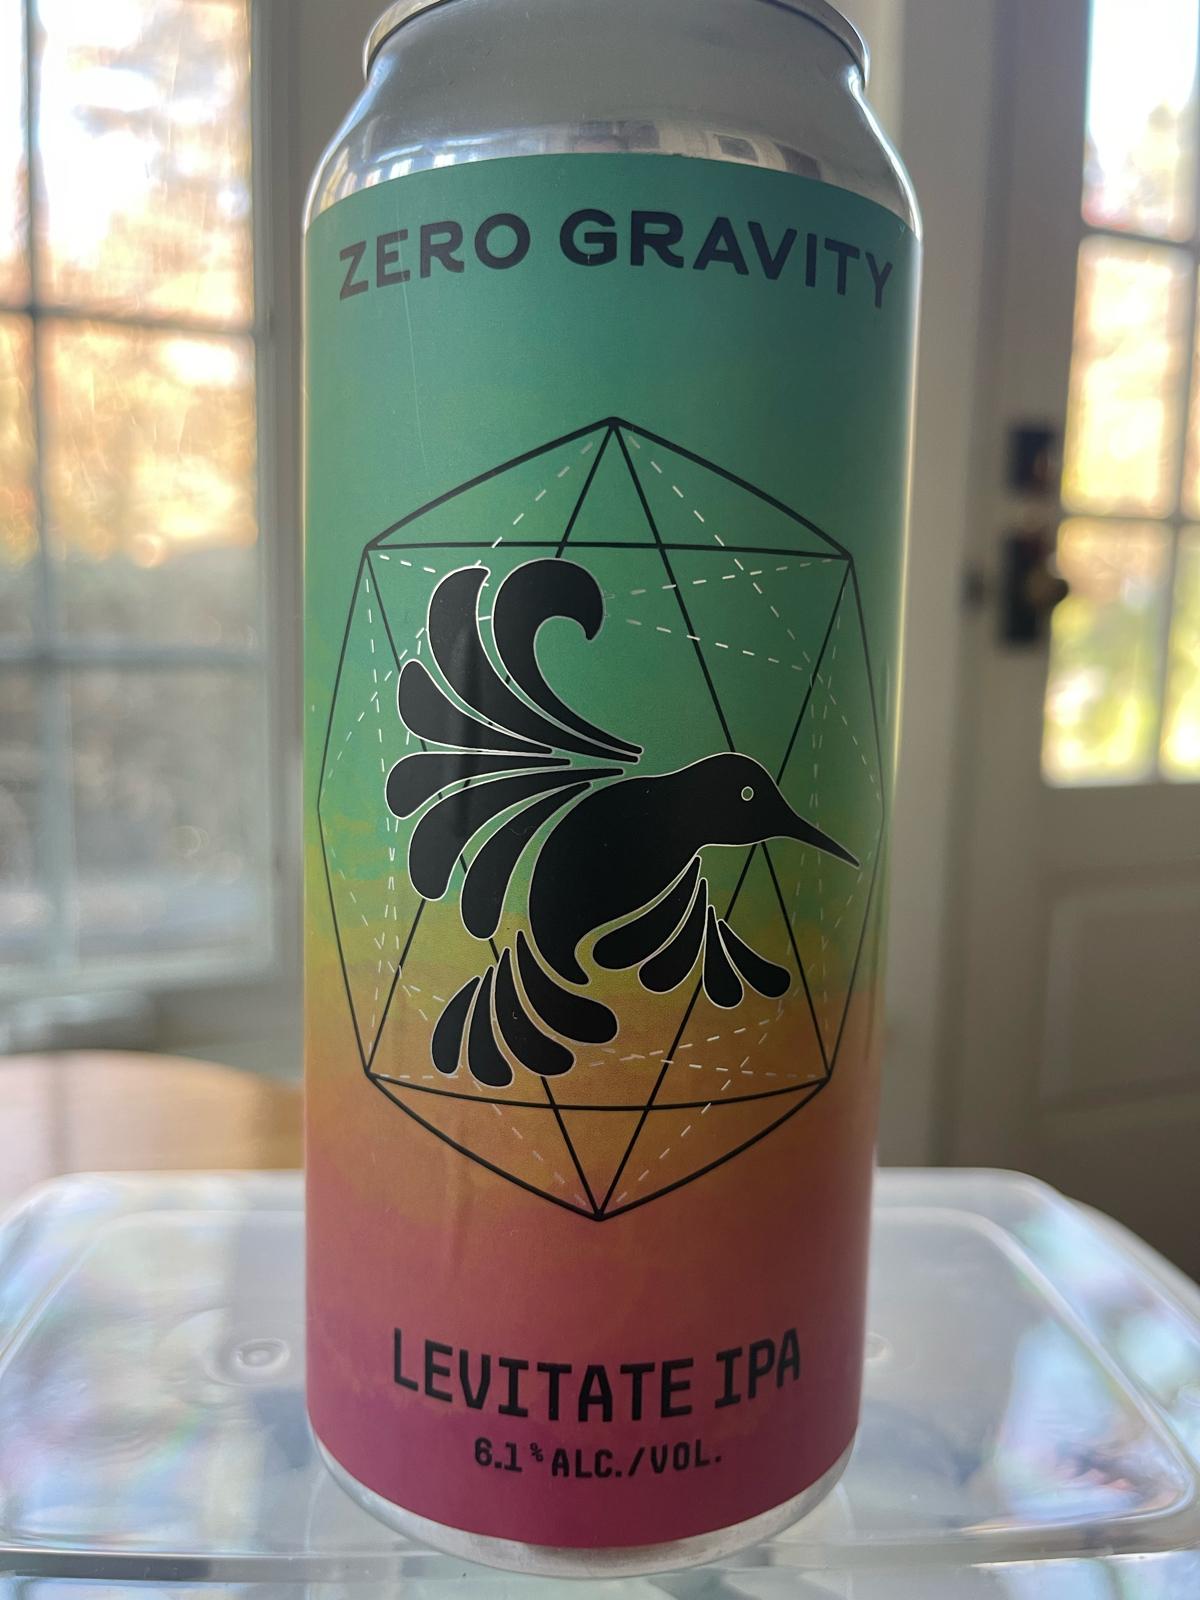 ZERO GRAVITY
LEVITATE IPA
6.1% ALC./VOL.